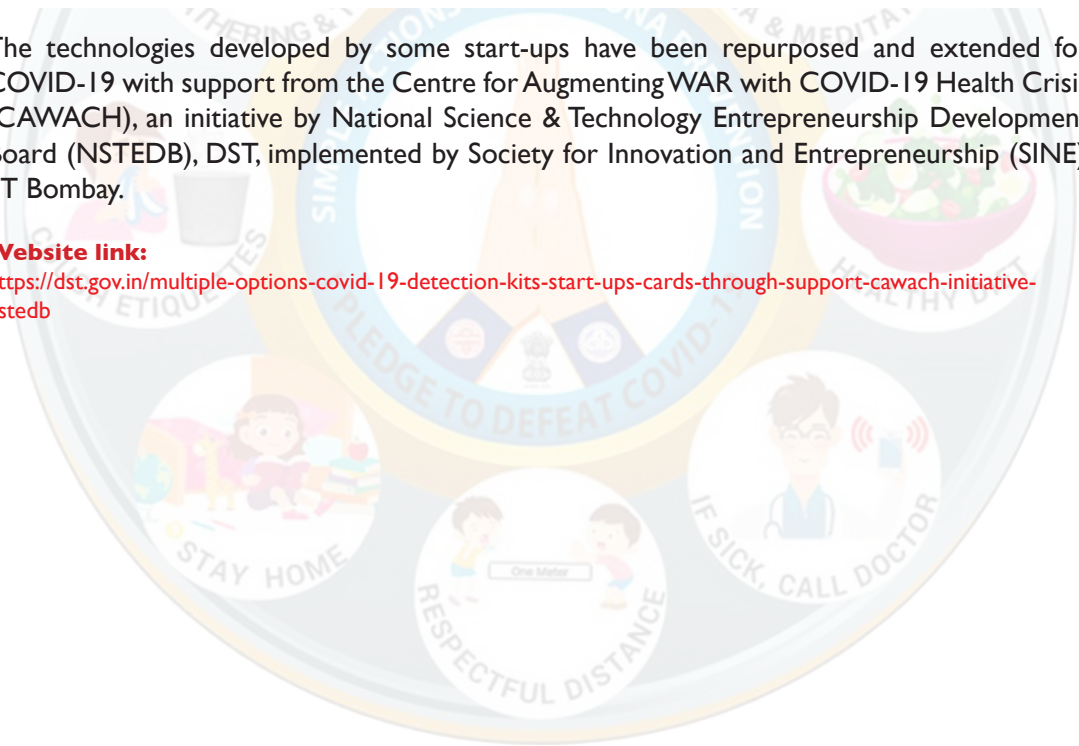 The technologies developed by some start-ups have been repurposed and extended fo
COVID-19 with support from the Centre for Augmenting WAR with COVID-19 Health Crisi
CAWACH), an initiative by National Science & Technology Entrepreneurship Developmen
Board (NSTEDB), DST, implemented by Society for Innovation and Entrepreneurship (SINE)
IT Bombay.
Website link:
ttps://dst.gov.in/multiple-options-covid-19-detection-kits-start-ups-cards-through-support-cawach-initiative-
stedb
PLEDGE TO DEFEAT COVID-1
HEALTHY DIET
STAY HOME
One Meter
RESPECTFUL DISTANCE
IF SICK, CALL DOCTOR